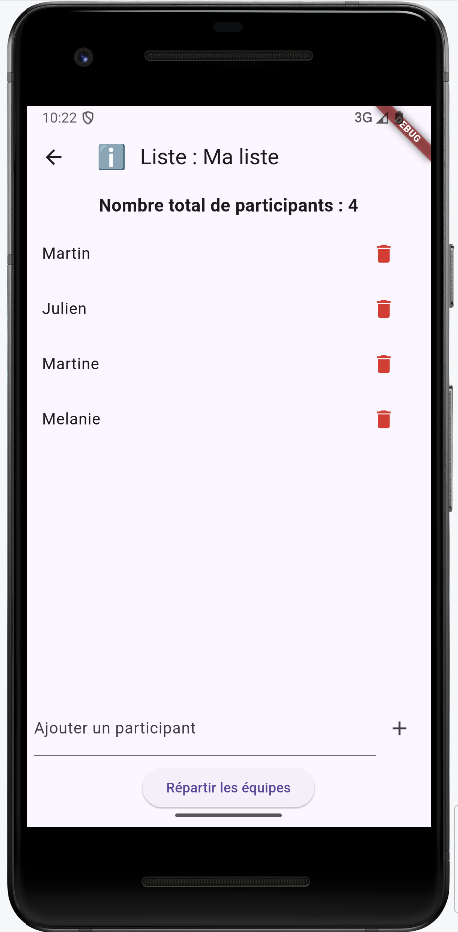 10:22 3G
DEBUG
ℹ️ Liste : Ma liste
Nombre total de participants : 4
Martin
Julien
Martine
Melanie
Ajouter un participant +
Répartir les équipes